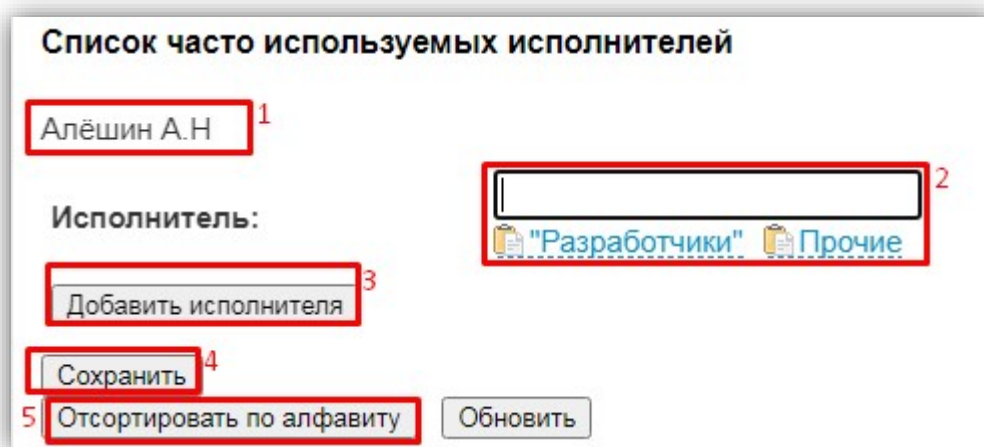 Список часто используемых исполнителей
Алёшин А.Н 1
2
Исполнитель:
"Разработчики" Прочие
3
Добавить исполнителя
Сохранить 4
5 Отсортировать по алфавиту Обновить